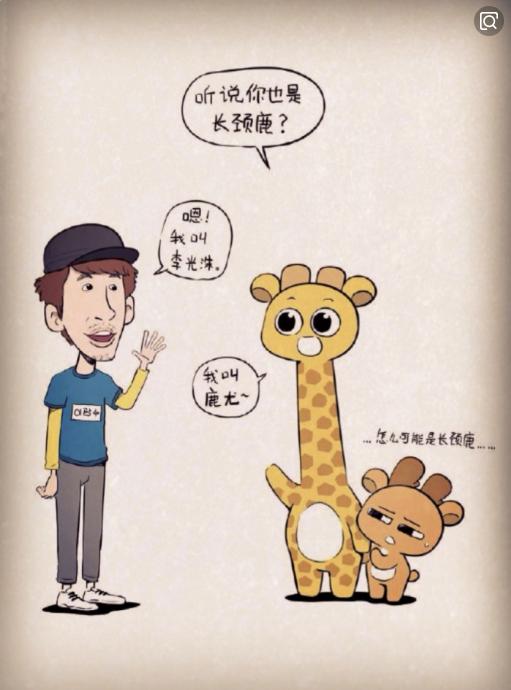 听说你也是
长颈鹿？
嗯！
我叫
李光洙。
我叫
鹿尤~
...怎么可能是长颈鹿......